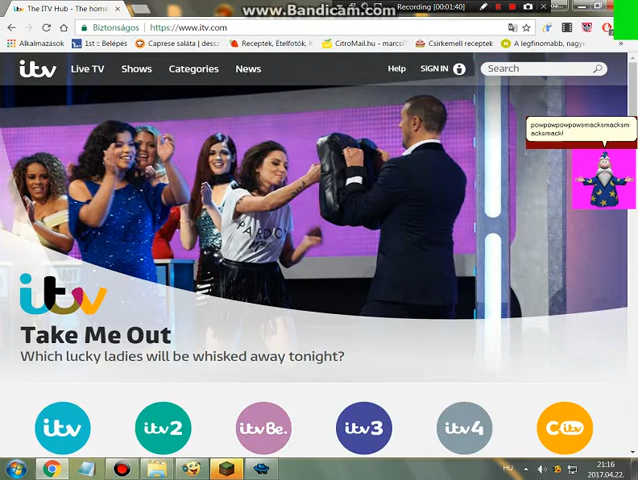 www.Bandicam.com
Recording [00:01:40]
The ITV Hub - The home
Biztonságos
https://www.itv.com
Alkalmazások
1st :: Belépés
Caprese saláta | desszi
Receptek, Ételfotók, K
CitroMail.hu - marcsi
Csirkemell receptek
A legfinomabb, nagy
itv
Live TV
Shows
Categories
News
Help
SIGN IN
Search
powpowpowpowsmacksmacksm
acksmack!
itv
Take Me Out
Which lucky ladies will be whisked away tonight?
itv
itv2
itvBe.
itv3
itv4
Citv
HU
21:16
2017.04.22.